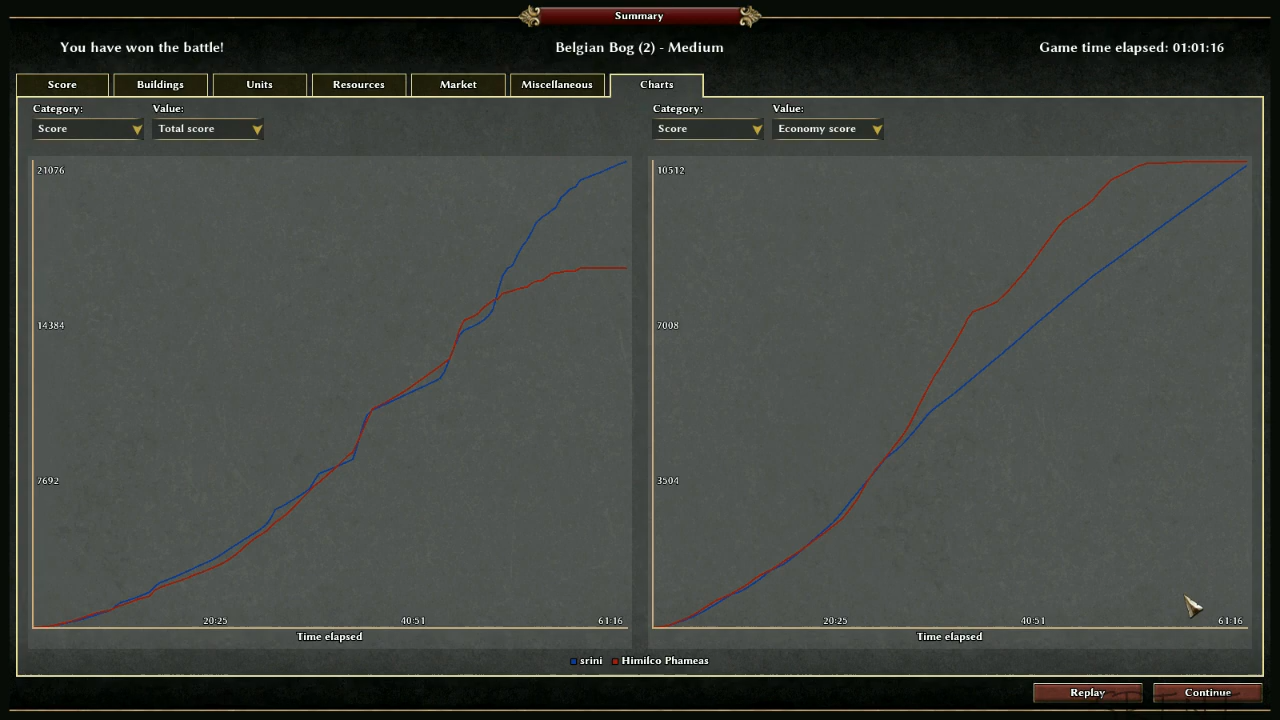 Summary
You have won the battle!
Belgian Bog (2) - Medium
Game time elapsed: 01:01:16
Score
Buildings
Units
Resources
Market
Miscellaneous
Charts
Category:
Value:
Score
Total score
Category:
Value:
Score
Economy score
21076
14384
7692
20:25
40:51
61:16
Time elapsed
10512
7008
3504
20:25
40:51
61:16
Time elapsed
srini
Himilco Phameas
Replay
Continue